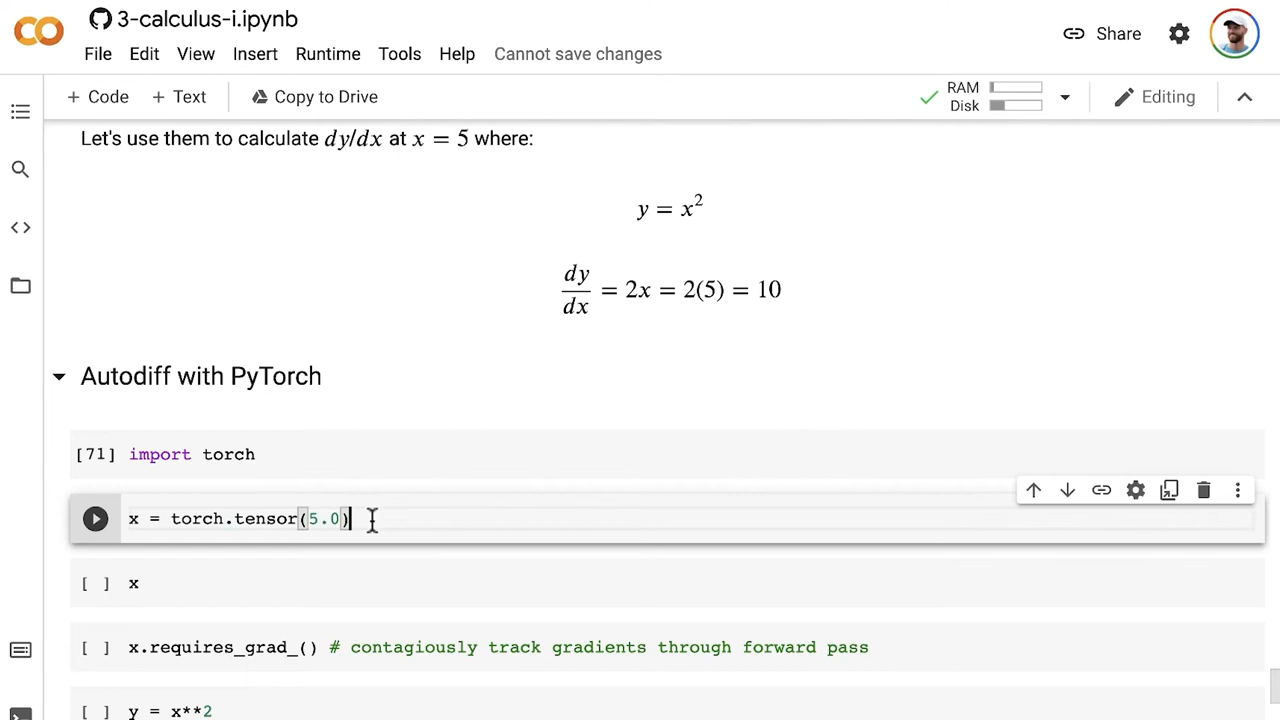 3-calculus-i.ipynb
File Edit View Insert Runtime Tools Help Cannot save changes
Share
+ Code + Text Copy to Drive
RAM
Disk
Editing
Let's use them to calculate dy/dx at x = 5 where:
y = x²
dy/dx = 2x = 2(5) = 10
Autodiff with PyTorch
[71] import torch
x = torch.tensor(5.0)
[ ] x
[ ] x.requires_grad_() # contagiously track gradients through forward pass
[ ] y = x**2